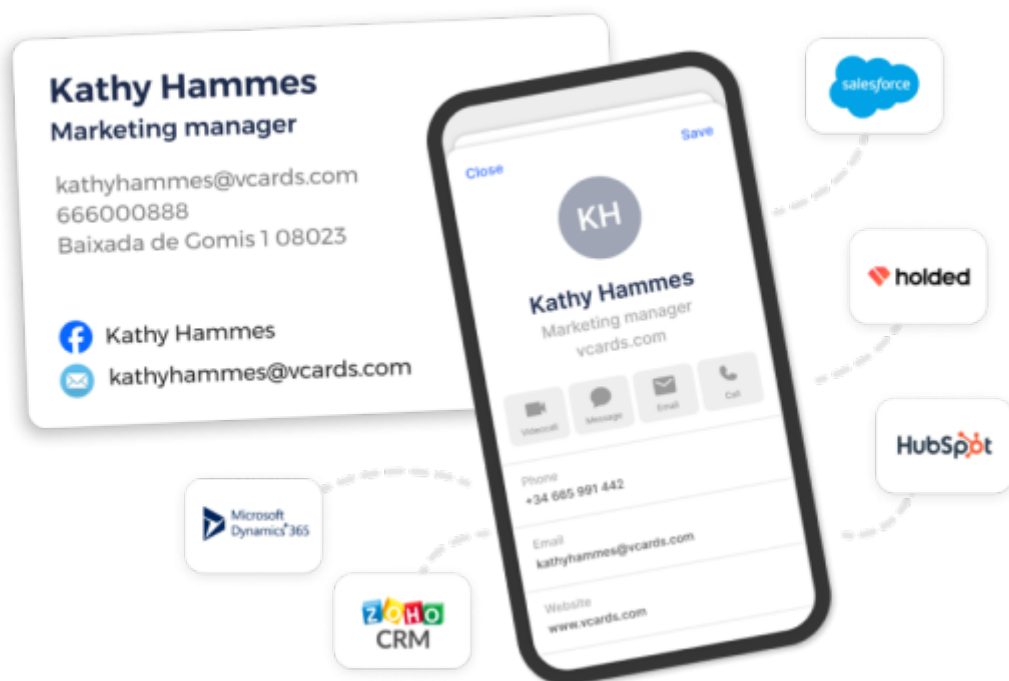 Kathy Hammes
Marketing manager
kathyhammes@vcards.com
666000888
Baixada de Gomis 1 08023
Kathy Hammes
kathyhammes@vcards.com
Close
Save
KH
Kathy Hammes
Marketing manager
vcards.com
Videocall
Message
Email
Call
Phone
+34 665 991 442
Email
kathyhammes@vcards.com
Website
www.vcards.com
salesforce
holded
HubSpot
Microsoft
Dynamics 365
ZOHO
CRM